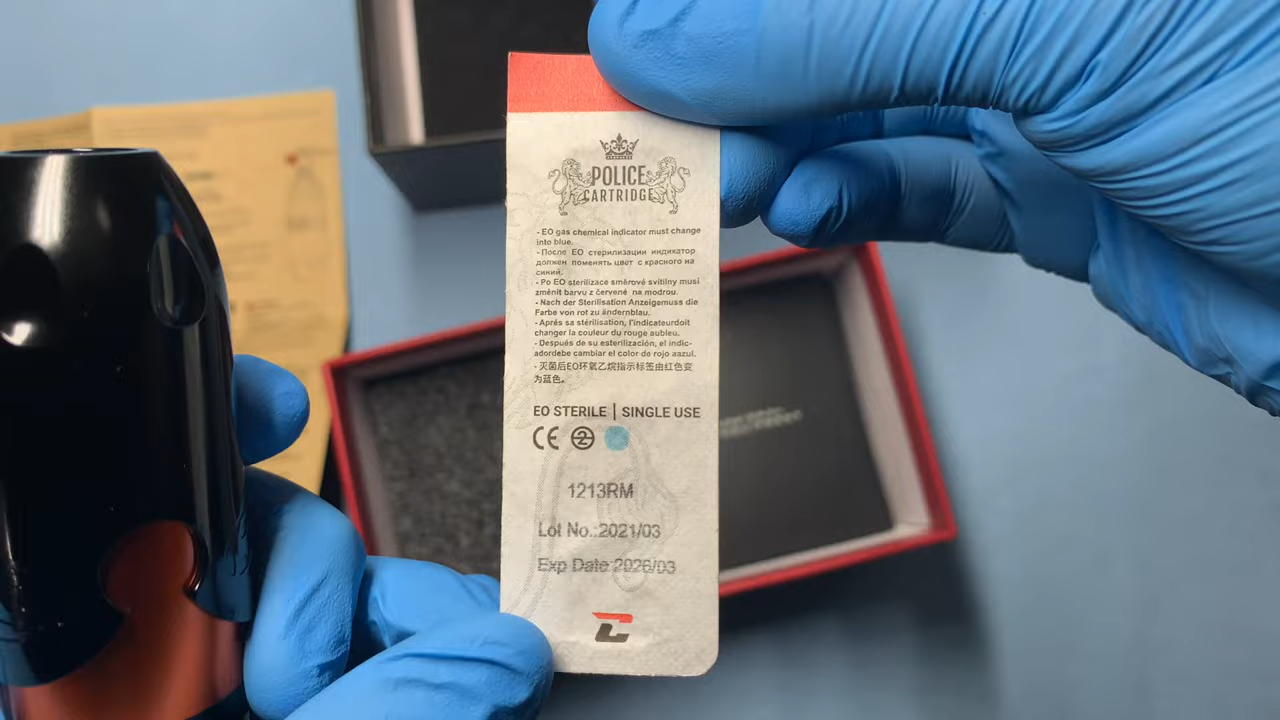 POLICE
CARTRIDGE
- EO gas chemical indicator must change
into blue.
- После EO стерилизации индикатор
должен поменять цвет с красного на
синий.
- Po EO sterilizace směrové svitilny musi
změnit barvu z červené na modrou.
- Nach der Sterilisation Anzeigemuss die
Farbe von rot zu ändernblau.
- Après sa stérilisation, l'indicateurdoit
changer la couleur du rouge aubleu.
- Después de su esterilización, el indic-
adordebe cambiar el color de rojo aazul.
- 灭菌后EO环氧乙烷指示标签由红色变
为蓝色。
EO STERILE | SINGLE USE
CE 2
1213RM
Lot No.:2021/03
Exp Date:2026/03